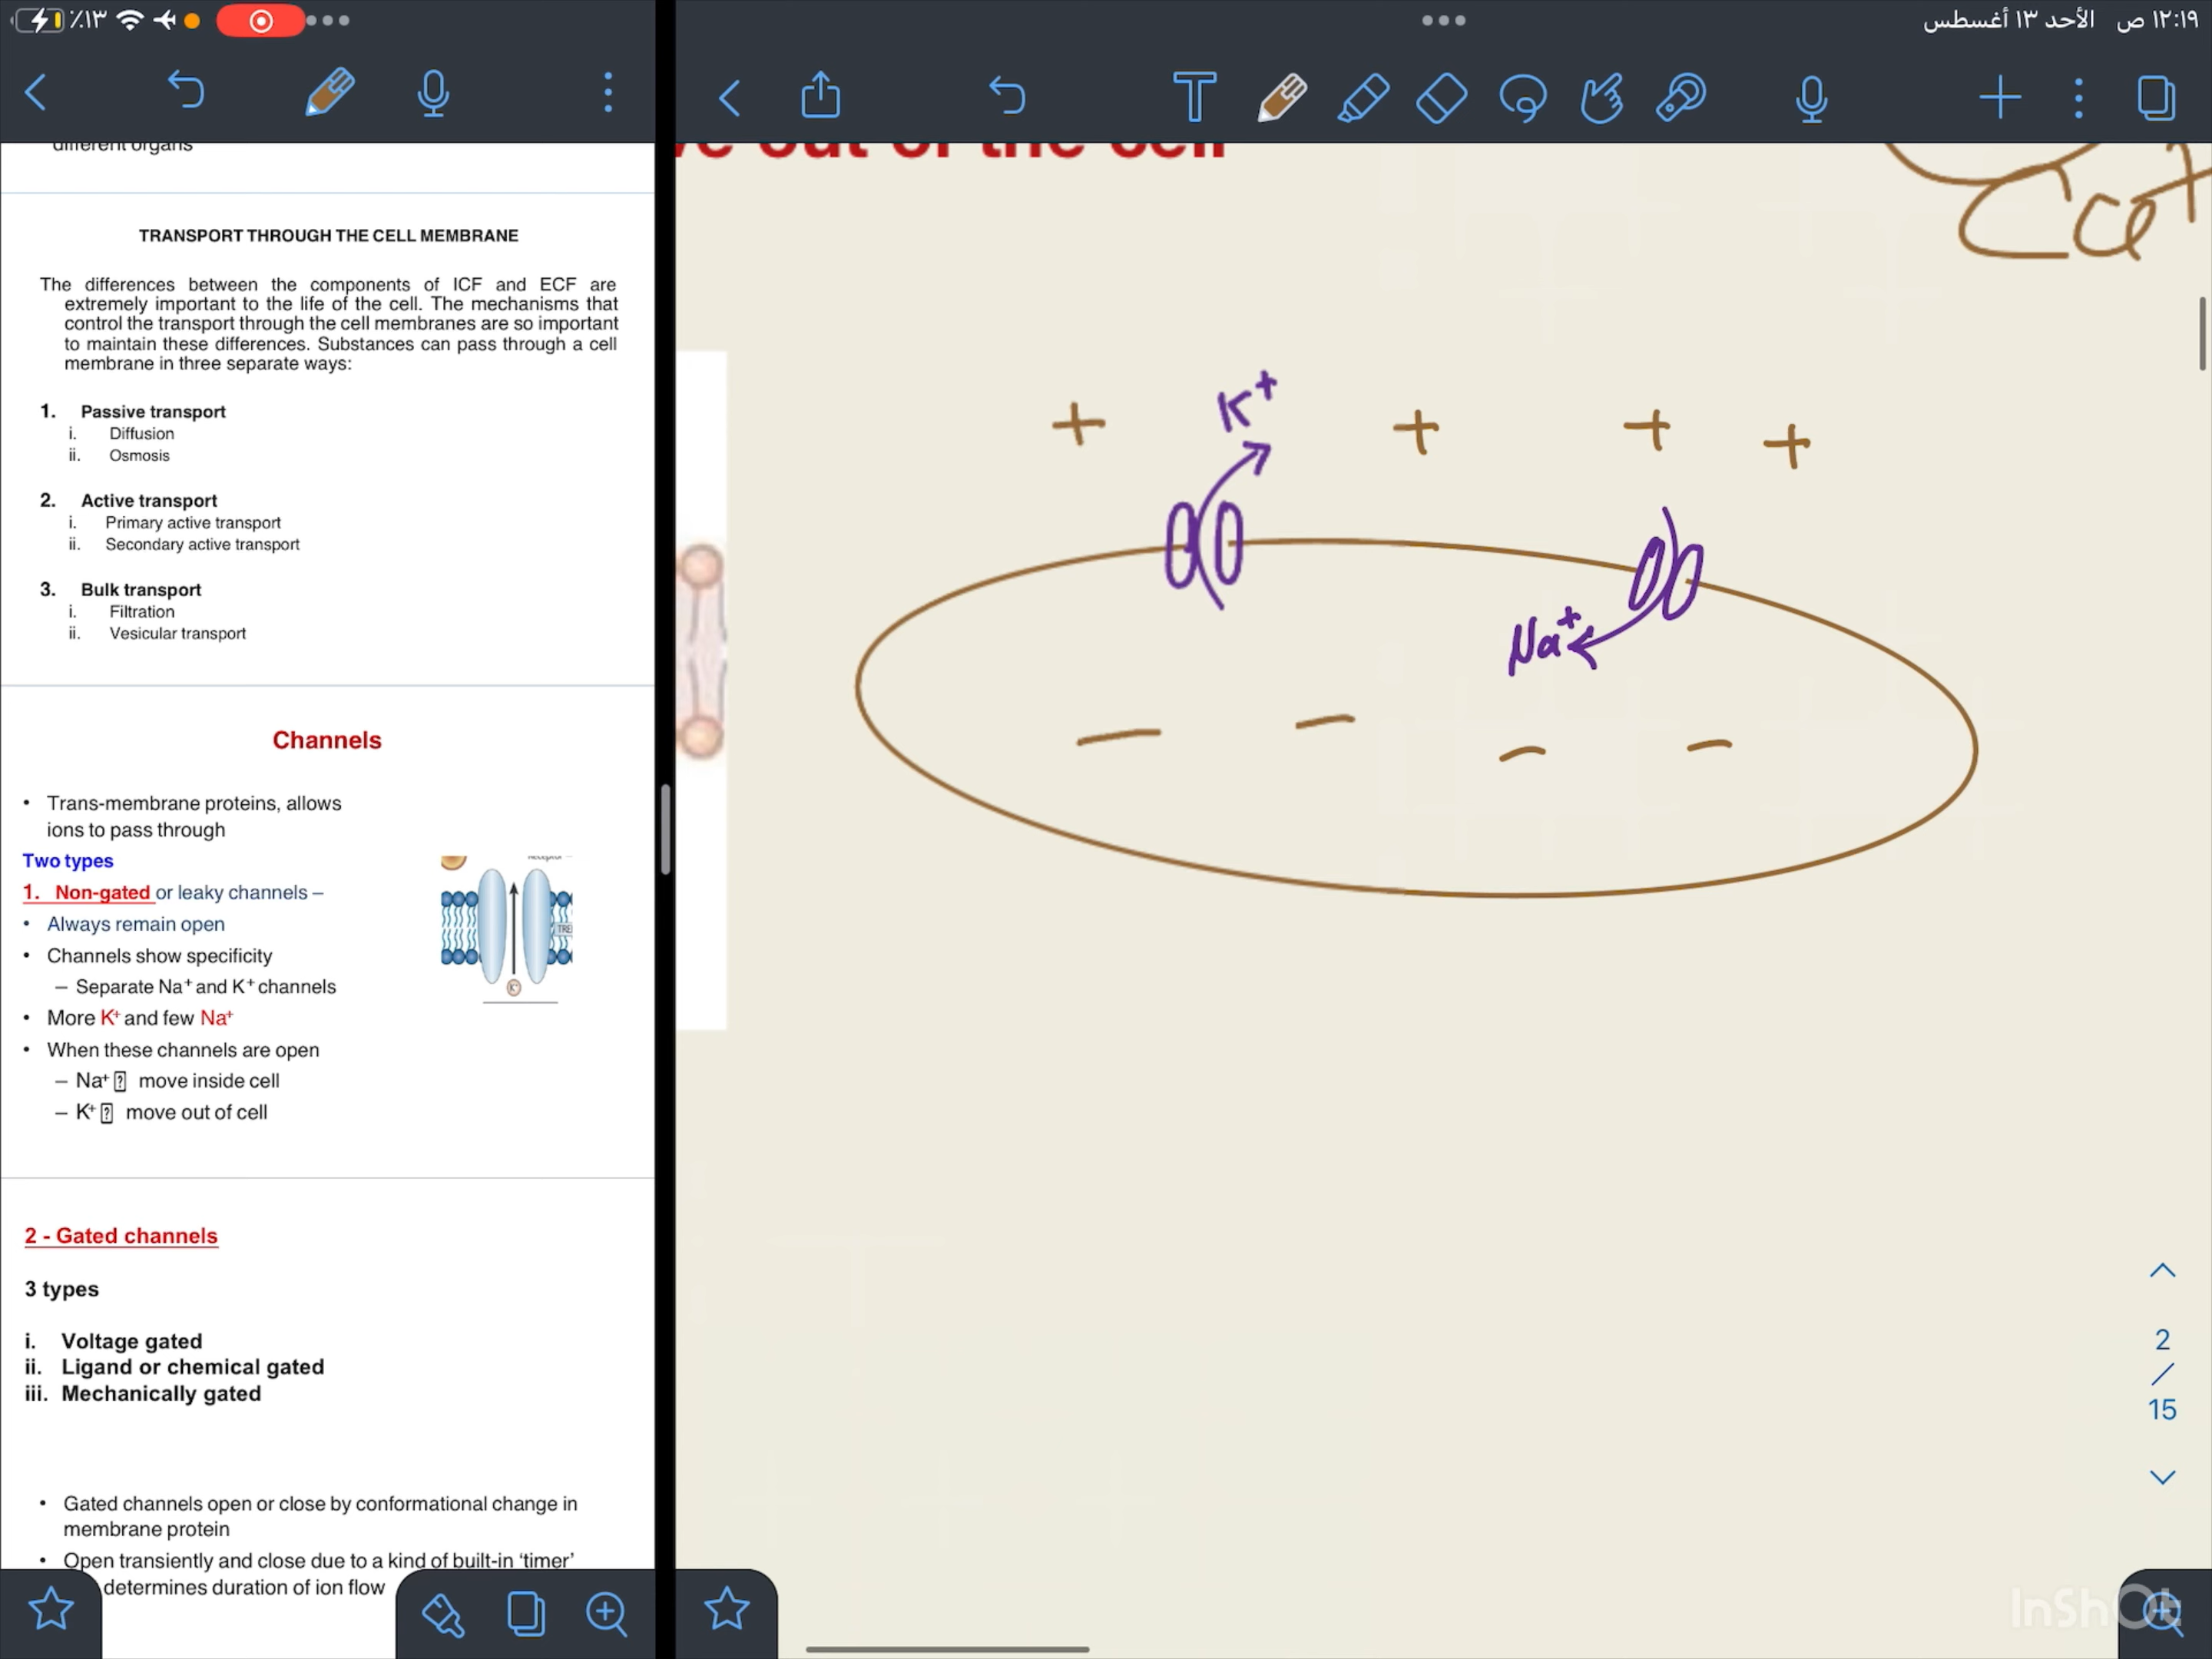 ٪١٣
١٢:١٩ ص الأحد ١٣ أغسطس
different organs
TRANSPORT THROUGH THE CELL MEMBRANE
The differences between the components of ICF and ECF are
extremely important to the life of the cell. The mechanisms that
control the transport through the cell membranes are so important
to maintain these differences. Substances can pass through a cell
membrane in three separate ways:
1. Passive transport
i. Diffusion
ii. Osmosis
2. Active transport
i. Primary active transport
ii. Secondary active transport
3. Bulk transport
i. Filtration
ii. Vesicular transport
Channels
• Trans-membrane proteins, allows
ions to pass through
Two types
1. Non-gated or leaky channels –
• Always remain open
• Channels show specificity
– Separate Na⁺ and K⁺ channels
• More K⁺ and few Na⁺
• When these channels are open
– Na⁺ move inside cell
– K⁺ move out of cell
K⁺
2 - Gated channels
3 types
i. Voltage gated
ii. Ligand or chemical gated
iii. Mechanically gated
• Gated channels open or close by conformational change in
membrane protein
• Open transiently and close due to a kind of built-in ‘timer’
determines duration of ion flow
out of the cell
+ K⁺ + + +
Na⁺
− − − −
2
/
15
InShOt